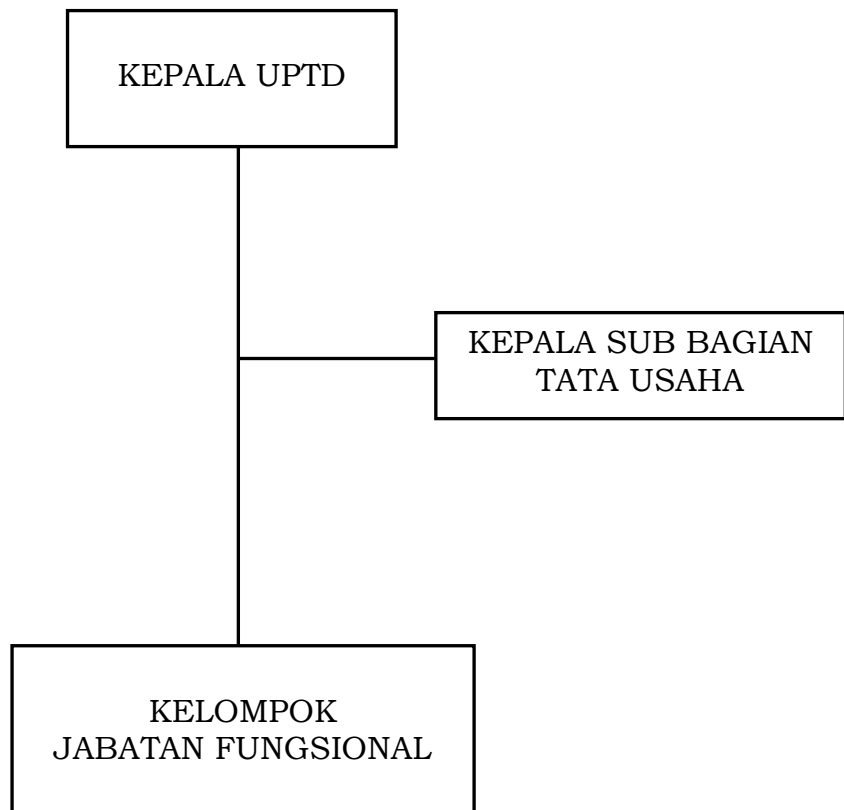 KEPALA UPTD
KEPALA SUB BAGIAN
TATA USAHA
KELOMPOK
JABATAN FUNGSIONAL